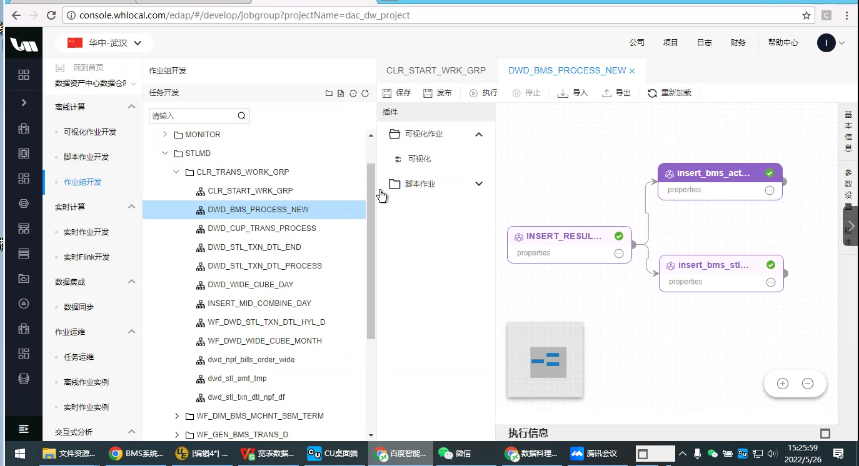 console.whlocal.com/edap/#/develop/jobgroup?projectName=dac_dw_project
华中-武汉
公司
项目
日志
财务
帮助中心
I
回到首页
数据资产中心数据仓库
离线计算
可视化作业开发
脚本作业开发
作业组开发
实时计算
实时作业开发
实时Flink开发
数据集成
数据同步
作业运维
任务运维
离线作业实例
实时作业实例
交互式分析
作业组开发
任务开发
请输入
MONITOR
STLMD
CLR_TRANS_WORK_GRP
CLR_START_WRK_GRP
DWD_BMS_PROCESS_NEW
DWD_CUP_TRANS_PROCESS
DWD_STL_TXN_DTL_END
DWD_STL_TXN_DTL_PROCESS
DWD_WIDE_CUBE_DAY
INSERT_MID_COMBINE_DAY
WF_DWD_STL_TXN_DTL_HYL_D
WF_DWD_WIDE_CUBE_MONTH
dwd_npf_bills_order_wide
dwd_stl_amt_tmp
dwd_stl_txn_dtl_npf_df
WF_DIM_BMS_MCHNT_SBM_TERM
WF_GEN_BMS_TRANS_D
CLR_START_WRK_GRP
DWD_BMS_PROCESS_NEW ×
保存
发布
执行
停止
导入
导出
重新加载
插件
可视化作业
可视化
脚本作业
INSERT_RESUL...
properties
insert_bms_act...
properties
insert_bms_stl...
properties
基本信息
参数设置
执行信息
文件资源...
BMS系统...
[编辑4*] ...
宽表数据...
CU桌面端
百度智能...
微信
数据料理...
腾讯会议
15:25:59
2022/5/26